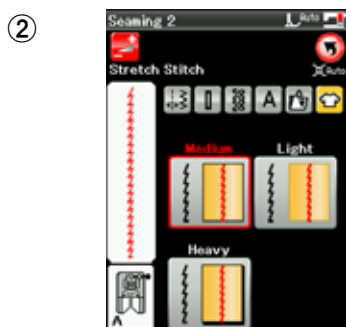 ②
Seaming 2 Auto
Stretch Stitch Auto
A
Medium Light
Heavy
A